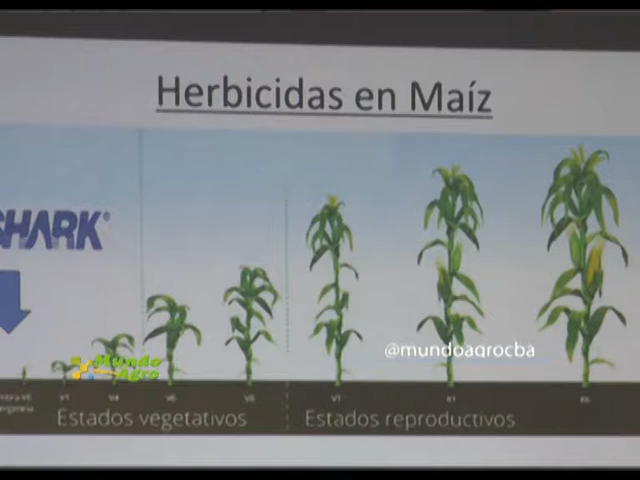 Herbicidas en Maíz
SHARK®
@mundoagrocba
Mundo
Agro
Estados vegetativos
Estados reproductivos